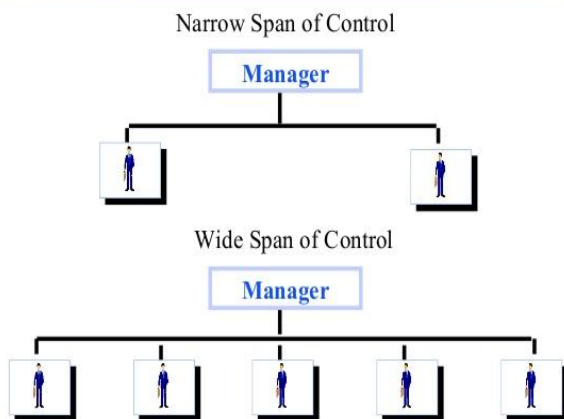 Narrow Span of Control
Manager
Wide Span of Control
Manager